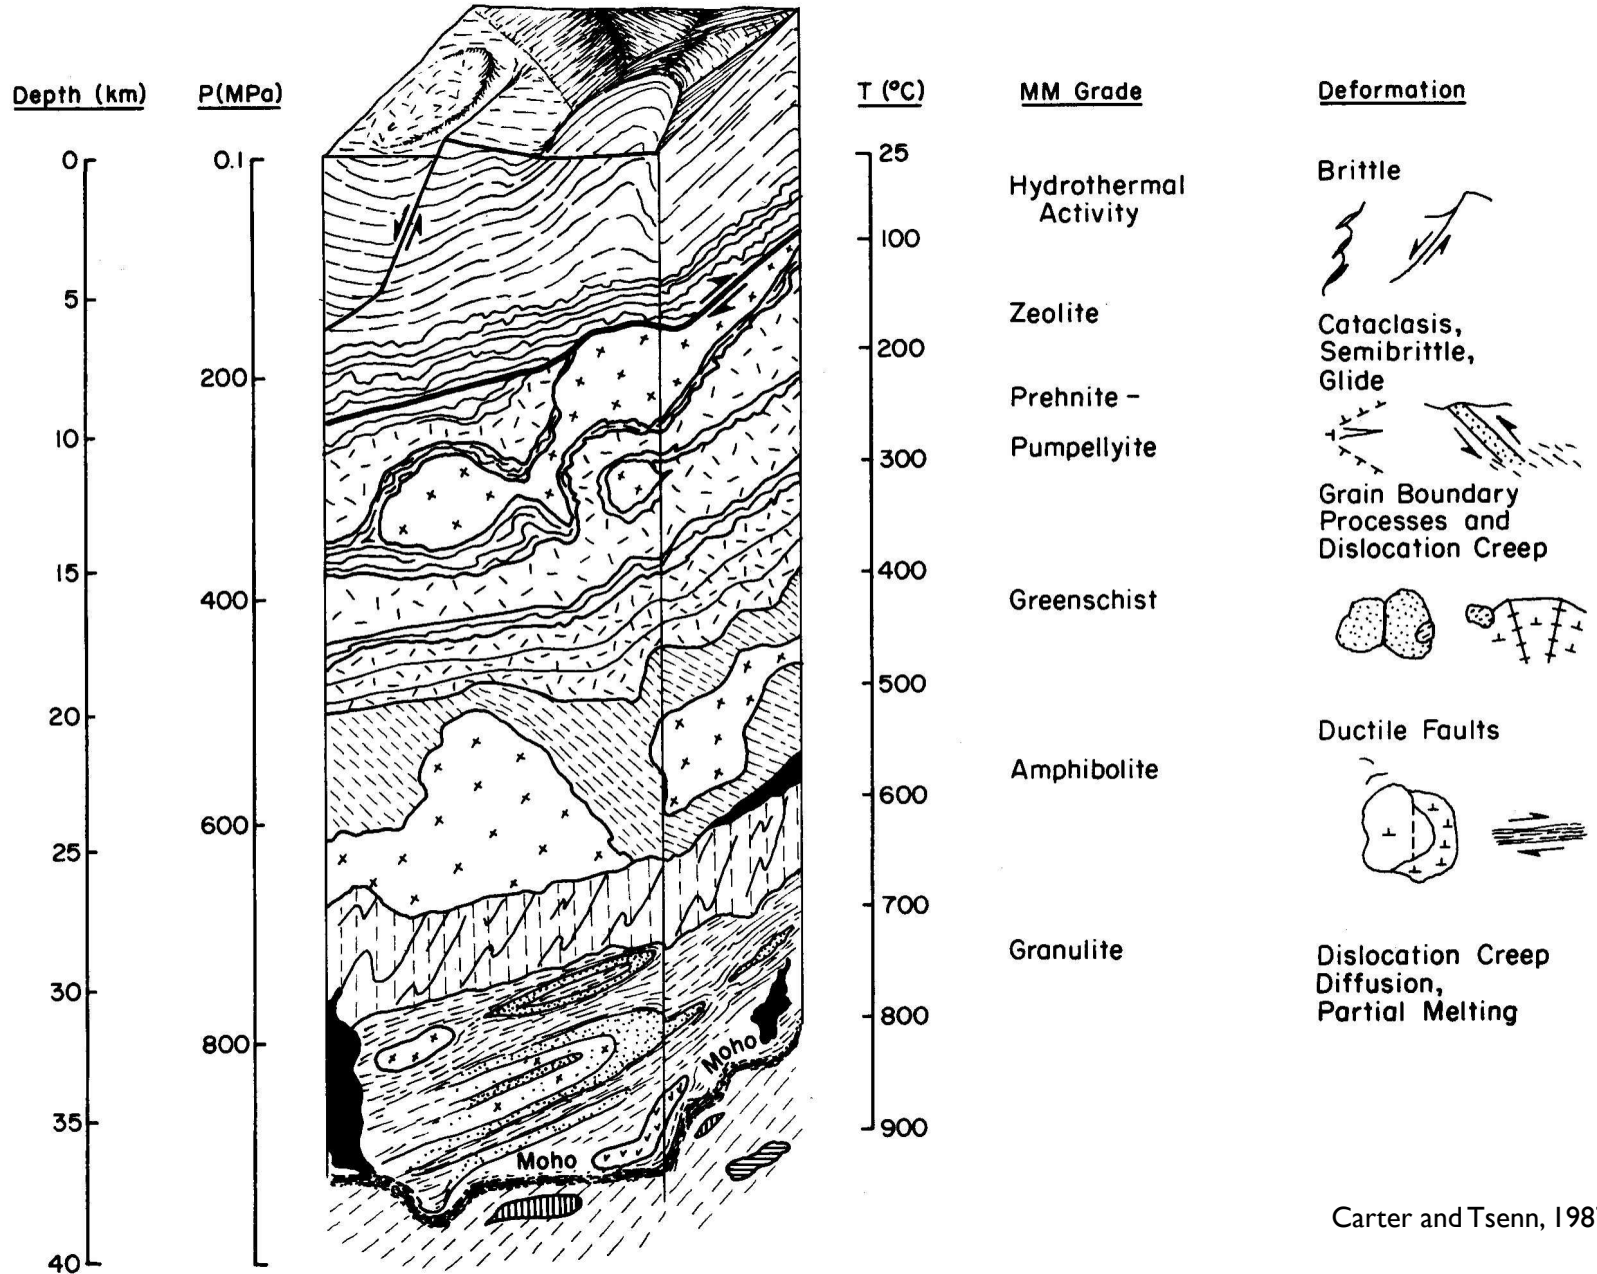 Depth (km)
P(MPa)
T (°C)
MM Grade
Deformation
0
5
10
15
20
25
30
35
40
0.1
200
400
600
800
Moho
Moho
25
100
200
300
400
500
600
700
800
900
Hydrothermal
Activity
Zeolite
Prehnite –
Pumpellyite
Greenschist
Amphibolite
Granulite
Brittle
Cataclasis,
Semibrittle,
Glide
Grain Boundary
Processes and
Dislocation Creep
Ductile Faults
Dislocation Creep
Diffusion,
Partial Melting
Carter and Tsenn, 198